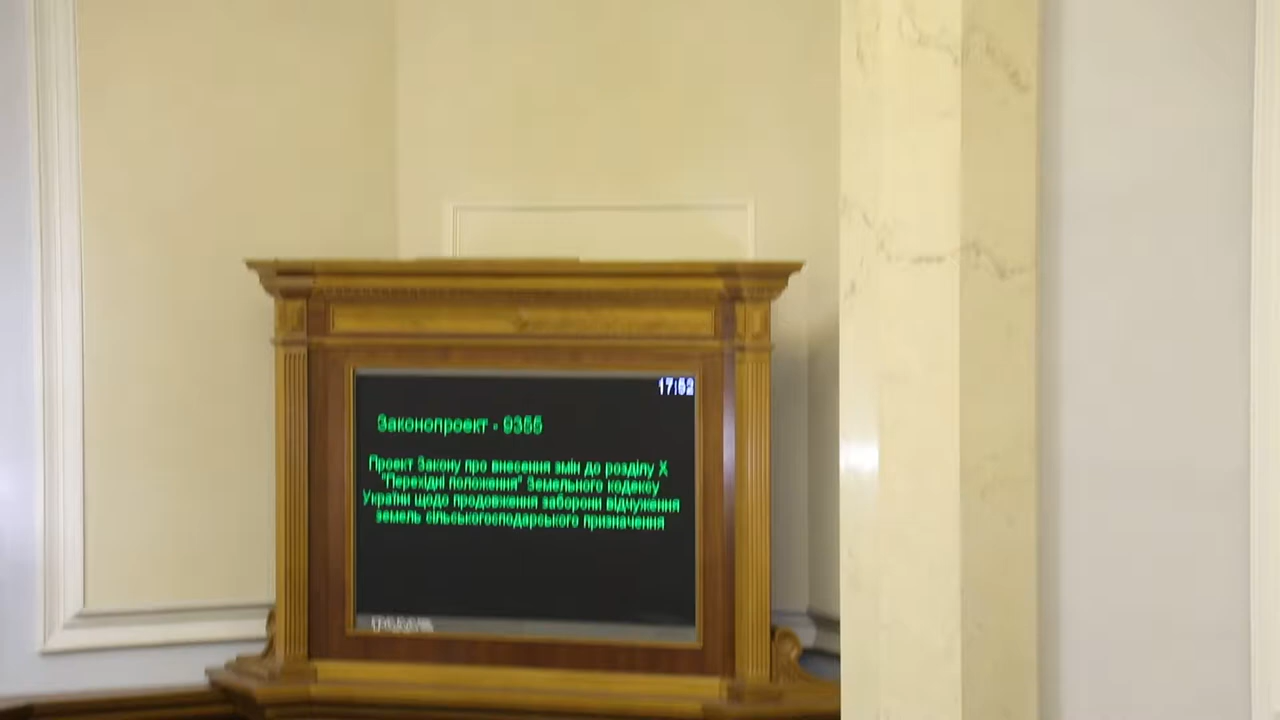 17:52
Законопроект - 9355
Проект Закону про внесення змін до розділу X
"Перехідні положення" Земельного кодексу
України щодо продовження заборони відчуження
земель сільськогосподарського призначення